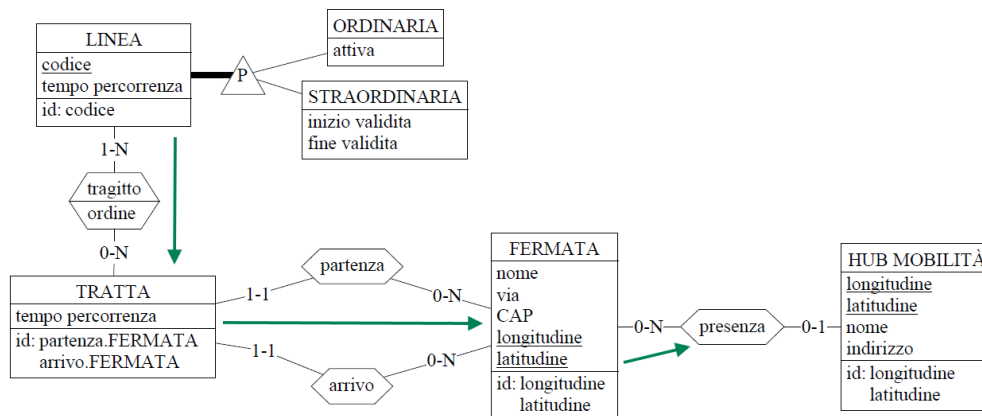 LINEA
codice
tempo percorrenza
id: codice
P
ORDINARIA
attiva
STRAORDINARIA
inizio validita
fine validita
1-N
tragitto
ordine
0-N
TRATTA
tempo percorrenza
id: partenza.FERMATA
arrivo.FERMATA
1-1
partenza
0-N
1-1
arrivo
0-N
FERMATA
nome
via
CAP
longitudine
latitudine
id: longitudine
latitudine
0-N
presenza
0-1
HUB MOBILITÀ
longitudine
latitudine
nome
indirizzo
id: longitudine
latitudine